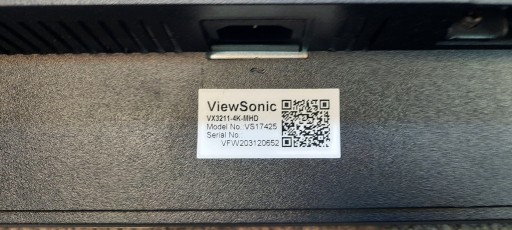 ViewSonic
VX3211-4K-MHD
Model No. VS17425
Serial No.:
VFW203120652